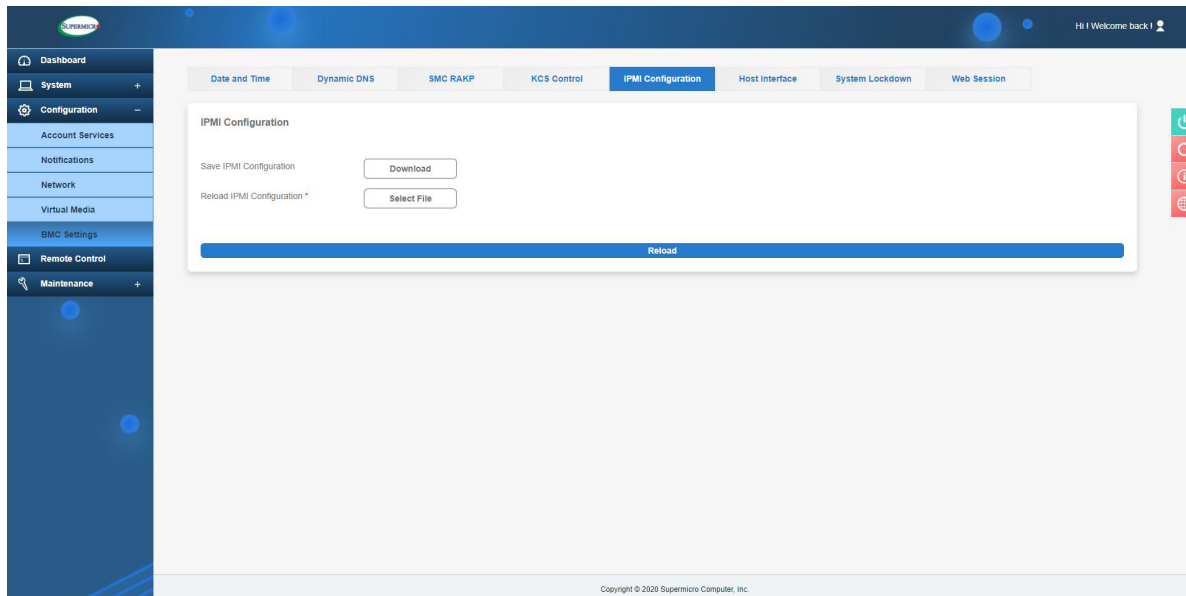 SUPERMICR
Hi ! Welcome back !
Dashboard
System +
Configuration –
Account Services
Notifications
Network
Virtual Media
BMC Settings
Remote Control
Maintenance +
Date and Time Dynamic DNS SMC RAKP KCS Control IPMI Configuration Host Interface System Lockdown Web Session
IPMI Configuration
Save IPMI Configuration Download
Reload IPMI Configuration * Select File
Reload
Copyright © 2020 Supermicro Computer, Inc.